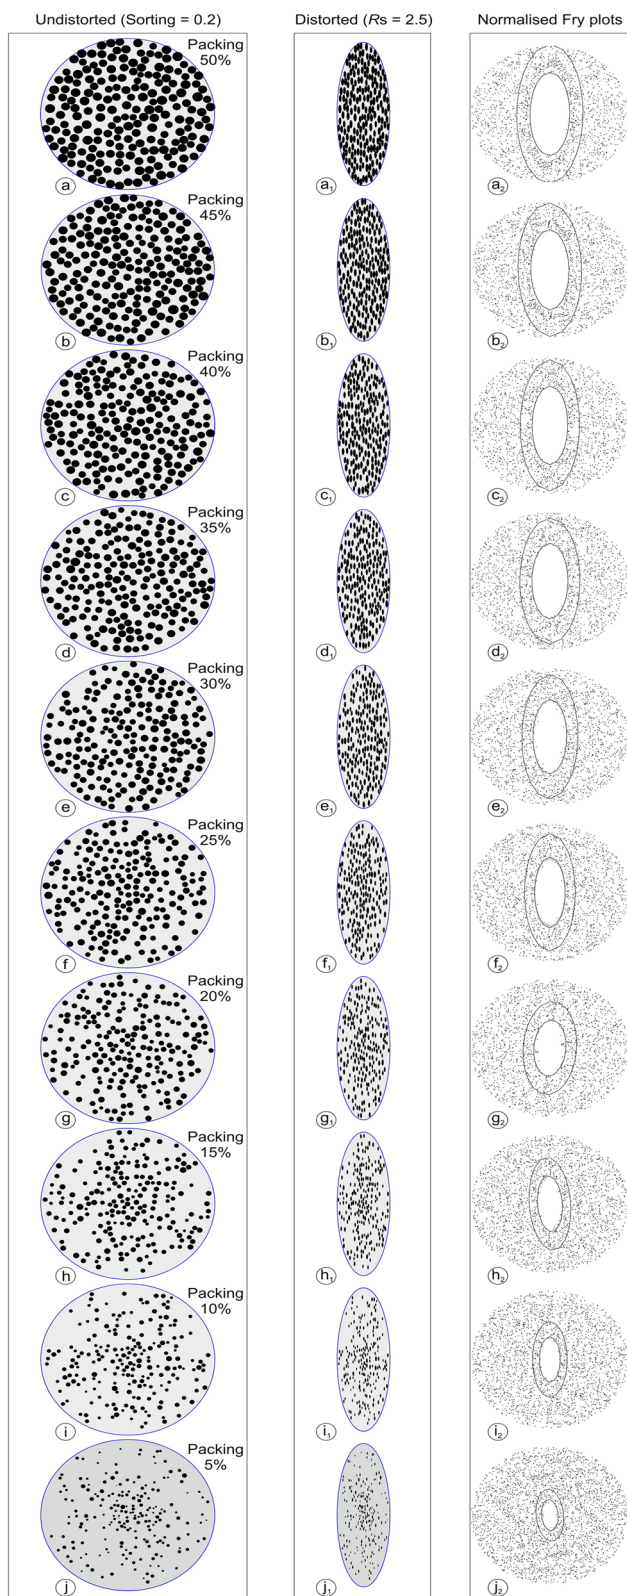 Undistorted (Sorting = 0.2)
Distorted (Rs = 2.5)
Normalised Fry plots
Packing
50%
a
a1
a2
Packing
45%
b
b1
b2
Packing
40%
c
c1
c2
Packing
35%
d
d1
d2
Packing
30%
e
e1
e2
Packing
25%
f
f1
f2
Packing
20%
g
g1
g2
Packing
15%
h
h1
h2
Packing
10%
i
i1
i2
Packing
5%
j
j1
j2